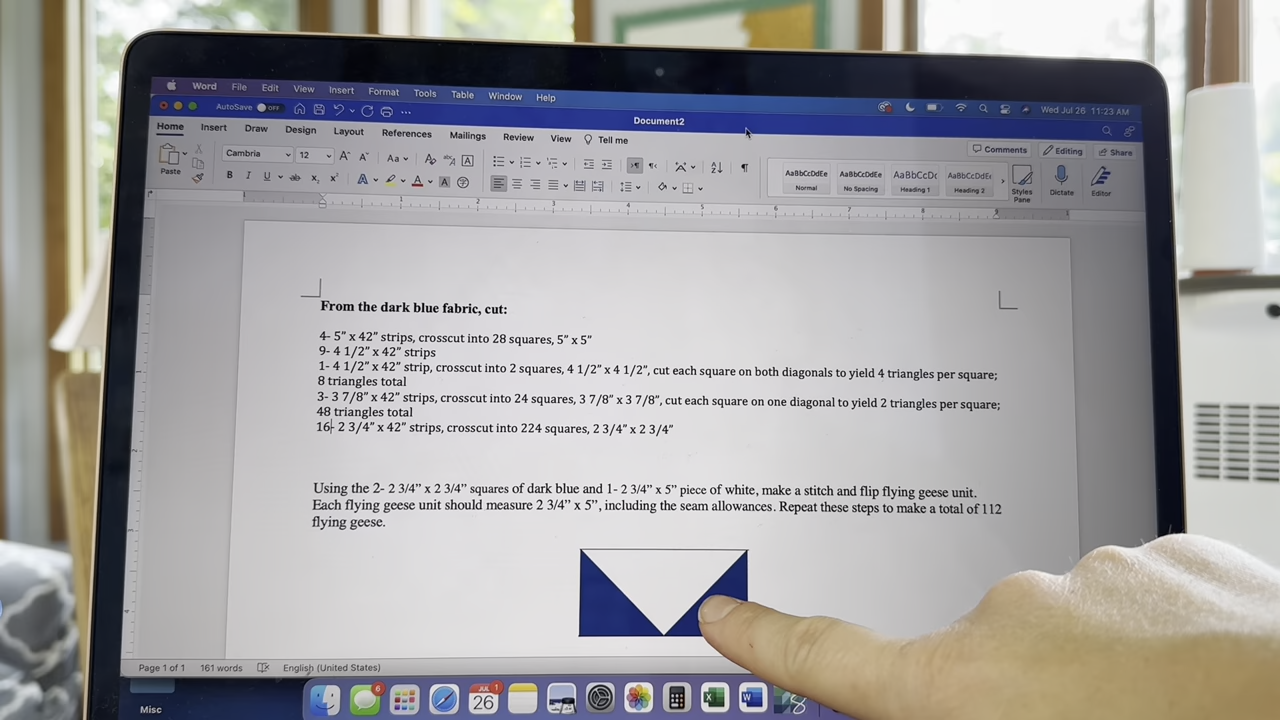 Word File Edit View Insert Format Tools Table Window Help Wed Jul 26 11:23 AM
AutoSave OFF Document2
Home Insert Draw Design Layout References Mailings Review View Tell me Comments Editing Share
Paste Cambria 12 Aa AaBbCcDdEe AaBbCcDdEe AaBbCcDc AaBbCcDdEe
Normal No Spacing Heading 1 Heading 2 Styles Pane Dictate Editor
From the dark blue fabric, cut:
4- 5” x 42” strips, crosscut into 28 squares, 5” x 5”
9- 4 1/2” x 42” strips
1- 4 1/2” x 42” strip, crosscut into 2 squares, 4 1/2” x 4 1/2”, cut each square on both diagonals to yield 4 triangles per square;
8 triangles total
3- 3 7/8” x 42” strips, crosscut into 24 squares, 3 7/8” x 3 7/8”, cut each square on one diagonal to yield 2 triangles per square;
48 triangles total
16- 2 3/4” x 42” strips, crosscut into 224 squares, 2 3/4” x 2 3/4”
Using the 2- 2 3/4” x 2 3/4” squares of dark blue and 1- 2 3/4” x 5” piece of white, make a stitch and flip flying geese unit.
Each flying geese unit should measure 2 3/4” x 5”, including the seam allowances. Repeat these steps to make a total of 112
flying geese.
Page 1 of 1 161 words English (United States)
6 JUL 26 1
Misc